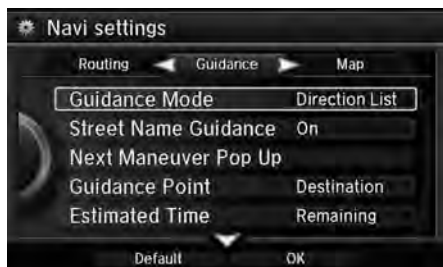 Navi settings
Routing Guidance Map
Guidance Mode Direction List
Street Name Guidance On
Next Maneuver Pop Up
Guidance Point Destination
Estimated Time Remaining
Default OK